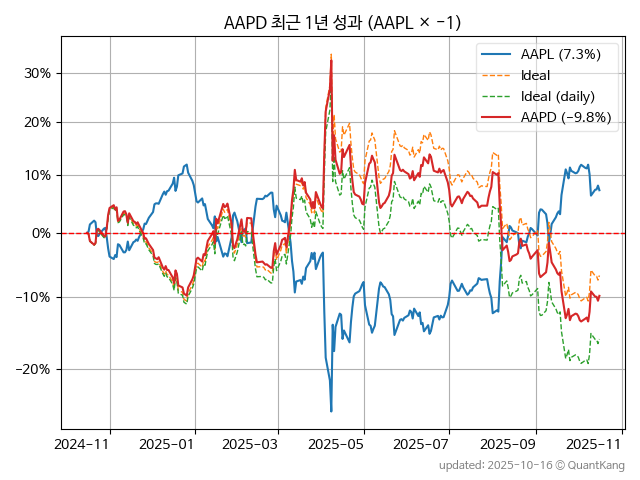 AAPD 최근 1년 성과 (AAPL × −1)
AAPL (7.3%)
Ideal
Ideal (daily)
AAPD (−9.8%)
30%
20%
10%
0%
−10%
−20%
2024-11
2025-01
2025-03
2025-05
2025-07
2025-09
2025-11
updated: 2025-10-16 © QuantKang